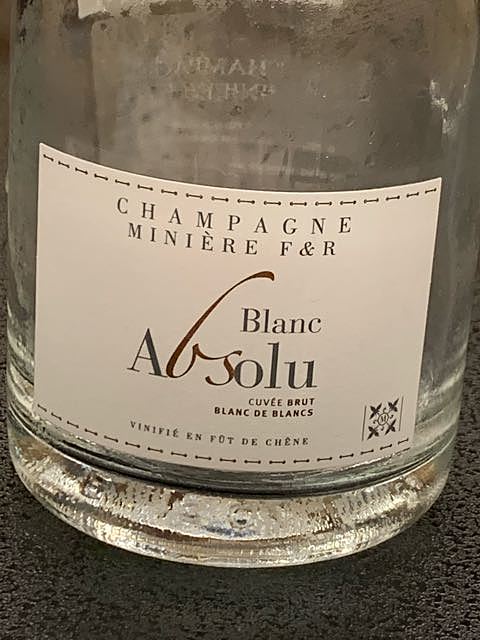 CHAMPAGNE
MINIÈRE F&R
Blanc
Absolu
CUVÉE BRUT
BLANC DE BLANCS
VINIFIÉ EN FÛT DE CHÊNE
M